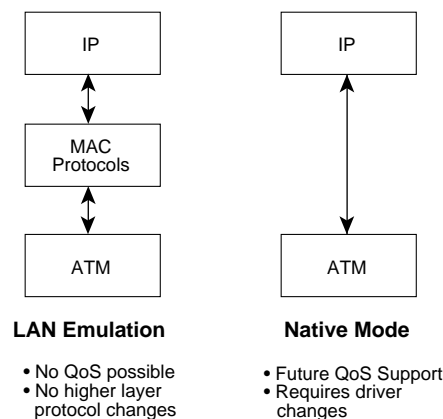 IP
MAC
Protocols
ATM
LAN Emulation
• No QoS possible
• No higher layer
protocol changes
IP
ATM
Native Mode
• Future QoS Support
• Requires driver
changes